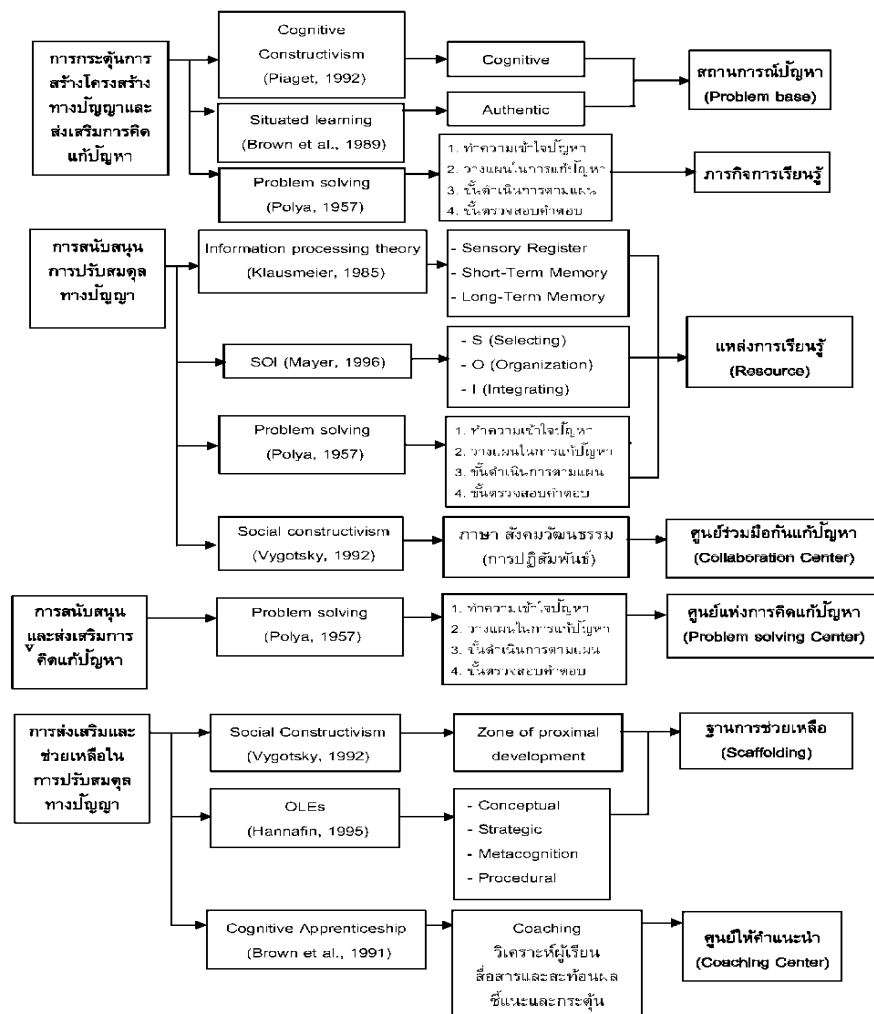 การกระตุ้นการ
สร้างโครงสร้าง
ทางปัญญาและ
ส่งเสริมการคิด
แก้ปัญหา
Cognitive
Constructivism
(Piaget, 1992)
Cognitive
Situated learning
(Brown et al., 1989)
Authentic
สถานการณ์ปัญหา
(Problem base)
Problem solving
(Polya, 1957)
1. ทำความเข้าใจปัญหา
2. วางแผนในการแก้ปัญหา
3. ขั้นดำเนินการตามแผน
4. ขั้นตรวจสอบคำตอบ
ภารกิจการเรียนรู้
การสนับสนุน
การปรับสมดุล
ทางปัญญา
Information processing theory
(Klausmeier, 1985)
- Sensory Register
- Short-Term Memory
- Long-Term Memory
SOI (Mayer, 1996)
- S (Selecting)
- O (Organization)
- I (Integrating)
แหล่งการเรียนรู้
(Resource)
Problem solving
(Polya, 1957)
1. ทำความเข้าใจปัญหา
2. วางแผนในการแก้ปัญหา
3. ขั้นดำเนินการตามแผน
4. ขั้นตรวจสอบคำตอบ
Social constructivism
(Vygotsky, 1992)
ภาษา สังคมวัฒนธรรม
(การปฏิสัมพันธ์)
ศูนย์ร่วมมือกันแก้ปัญหา
(Collaboration Center)
การสนับสนุน
และส่งเสริมการ
คิดแก้ปัญหา
Problem solving
(Polya, 1957)
1. ทำความเข้าใจปัญหา
2. วางแผนในการแก้ปัญหา
3. ขั้นดำเนินการตามแผน
4. ขั้นตรวจสอบคำตอบ
ศูนย์แห่งการคิดแก้ปัญหา
(Problem solving Center)
การส่งเสริมและ
ช่วยเหลือใน
การปรับสมดุล
ทางปัญญา
Social Constructivism
(Vygotsky, 1992)
Zone of proximal
development
ฐานการช่วยเหลือ
(Scaffolding)
OLEs
(Hannafin, 1995)
- Conceptual
- Strategic
- Metacognition
- Procedural
Cognitive Apprenticeship
(Brown et al., 1991)
Coaching
วิเคราะห์ผู้เรียน
สื่อสารและสะท้อนผล
ชี้แนะและกระตุ้น
ศูนย์ให้คำแนะนำ
(Coaching Center)